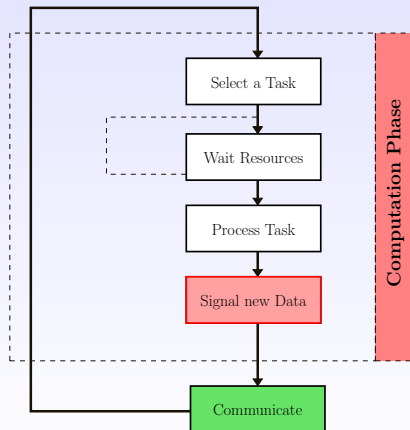 Select a Task
Wait Resources
Process Task
Signal new Data
Communicate
Computation Phase